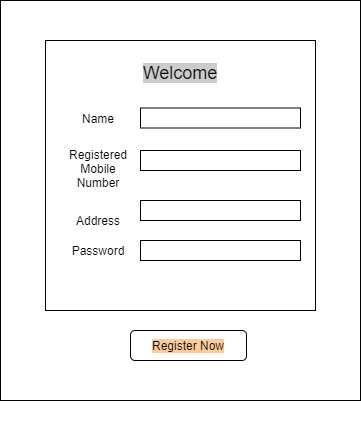 Welcome
Name
Registered
Mobile
Number
Address
Password
Register Now